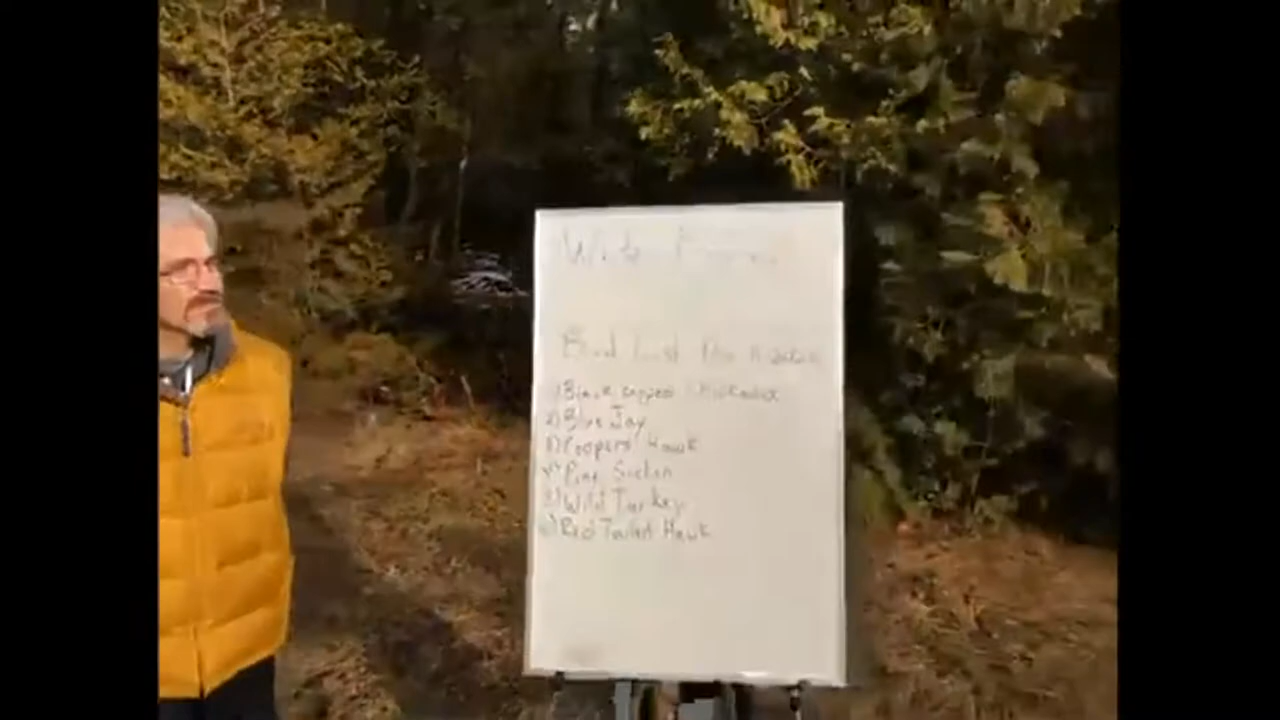 Bird List
1) Black capped Chickadee
2) Blue Jay
3) Coopers Hawk
4) Pine Siskin
5) Wild Turkey
6) Red Tailed Hawk